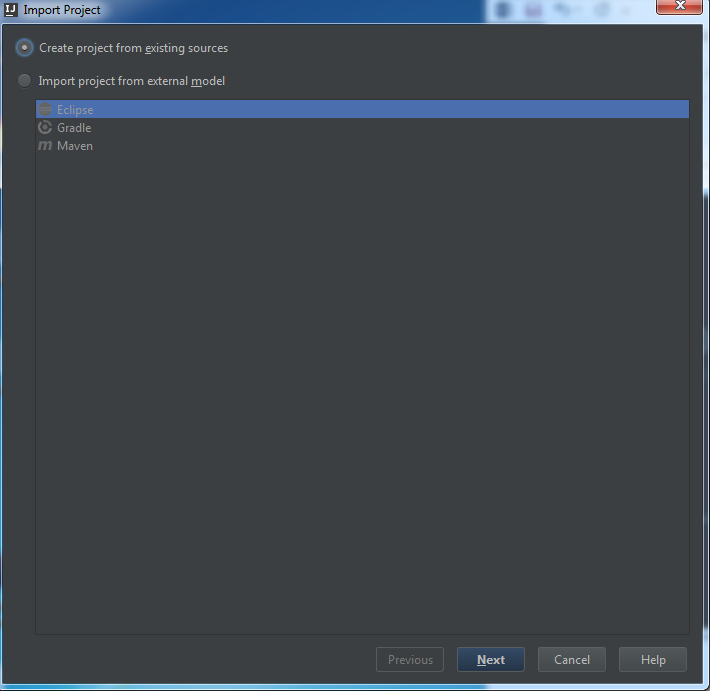 IJ Import Project
Create project from existing sources
Import project from external model
Eclipse
Gradle
m Maven
Previous Next Cancel Help